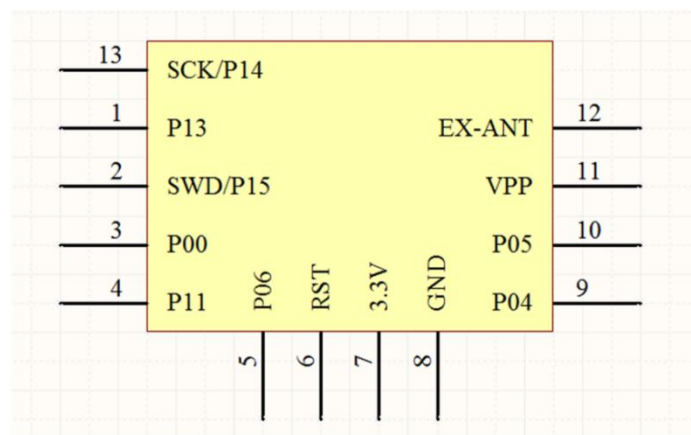 13 SCK/P14
1 P13 EX-ANT 12
2 SWD/P15 VPP 11
3 P00 P05 10
4 P11 P04 9
P06 RST 3.3V GND
5 6 7 8